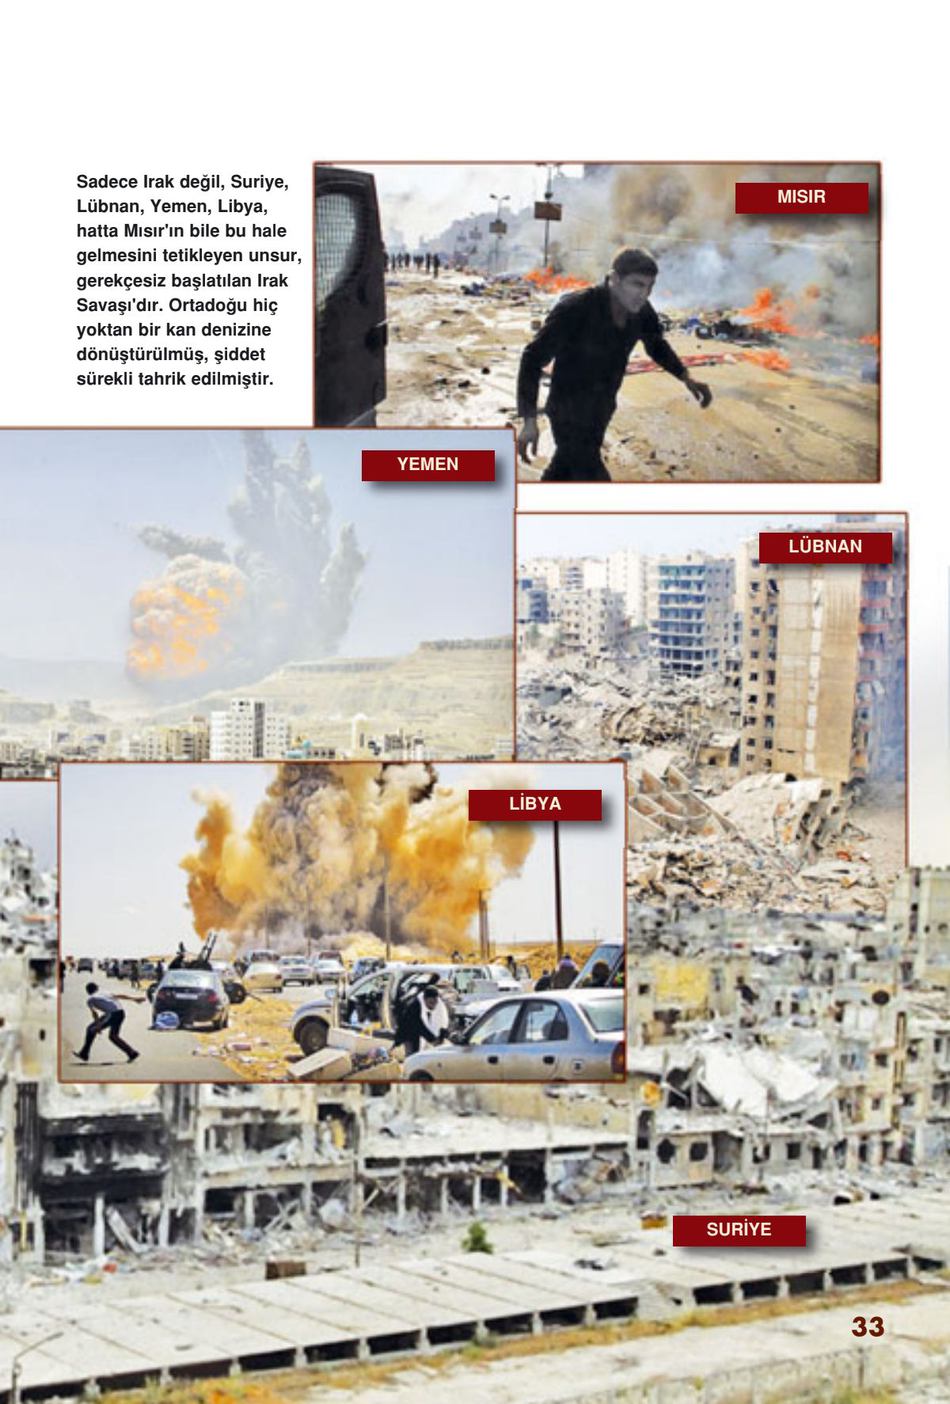 Sadece Irak değil, Suriye,
Lübnan, Yemen, Libya,
hatta Mısır'ın bile bu hale
gelmesini tetikleyen unsur,
gerekçesiz başlatılan Irak
Savaşı'dır. Ortadoğu hiç
yoktan bir kan denizine
dönüştürülmüş, şiddet
sürekli tahrik edilmiştir.
MISIR
YEMEN
LÜBNAN
LİBYA
SURİYE
33